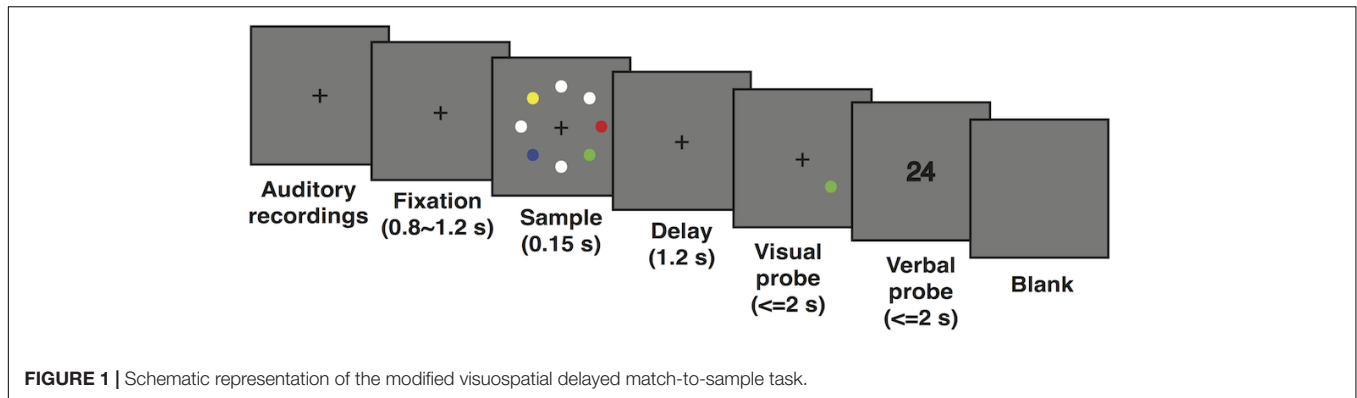 Auditory
recordings
Fixation
(0.8~1.2 s)
Sample
(0.15 s)
Delay
(1.2 s)
Visual
probe
(<=2 s)
24
Verbal
probe
(<=2 s)
Blank
FIGURE 1 | Schematic representation of the modified visuospatial delayed match-to-sample task.